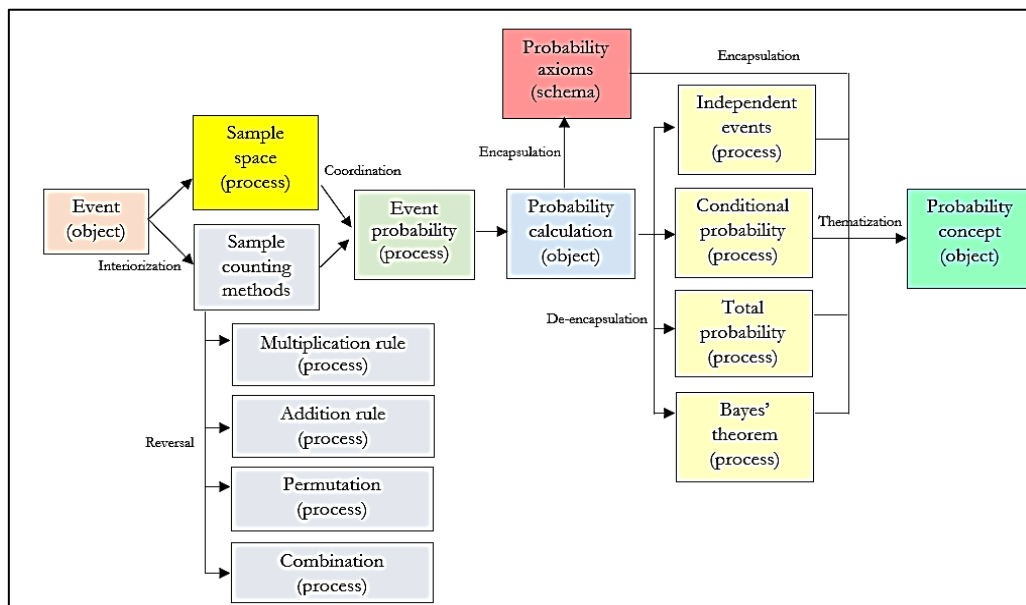 Probability
axioms
(schema)
Encapsulation
Independent
events
(process)
Sample
space
(process)
Coordination
Encapsulation
Event
(object)
Event
probability
(process)
Probability
calculation
(object)
Conditional
probability
(process)
Thematization
Probability
concept
(object)
Interiorization
Sample
counting
methods
De-encapsulation
Total
probability
(process)
Multiplication rule
(process)
Addition rule
(process)
Bayes'
theorem
(process)
Reversal
Permutation
(process)
Combination
(process)